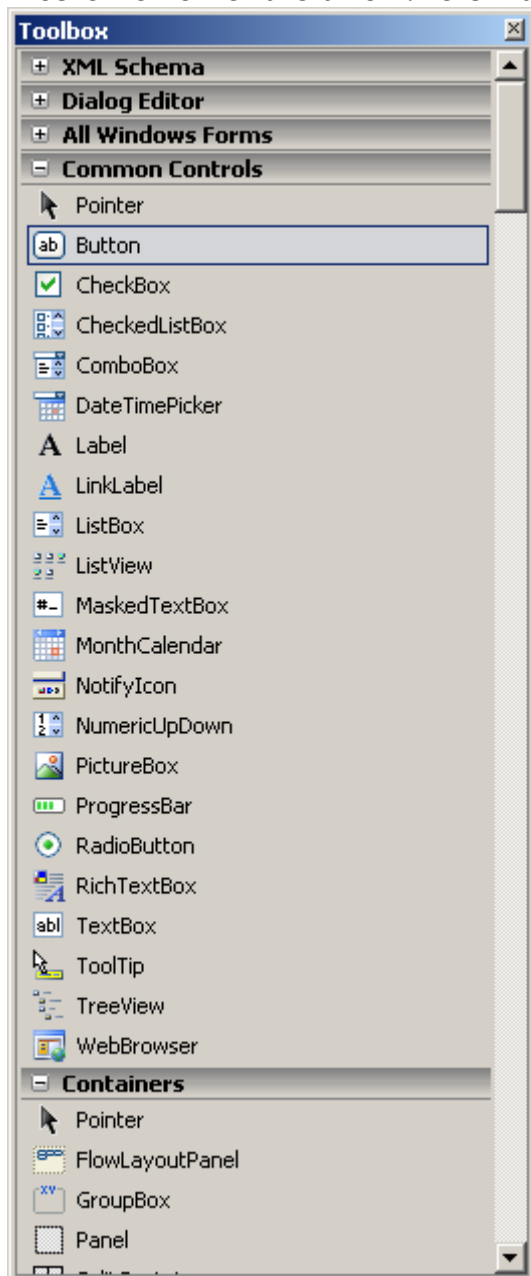 Toolbox
XML Schema
Dialog Editor
All Windows Forms
Common Controls
Pointer
Button
CheckBox
CheckedListBox
ComboBox
DateTimePicker
Label
LinkLabel
ListBox
ListView
MaskedTextBox
MonthCalendar
NotifyIcon
NumericUpDown
PictureBox
ProgressBar
RadioButton
RichTextBox
TextBox
ToolTip
TreeView
WebBrowser
Containers
Pointer
FlowLayoutPanel
GroupBox
Panel